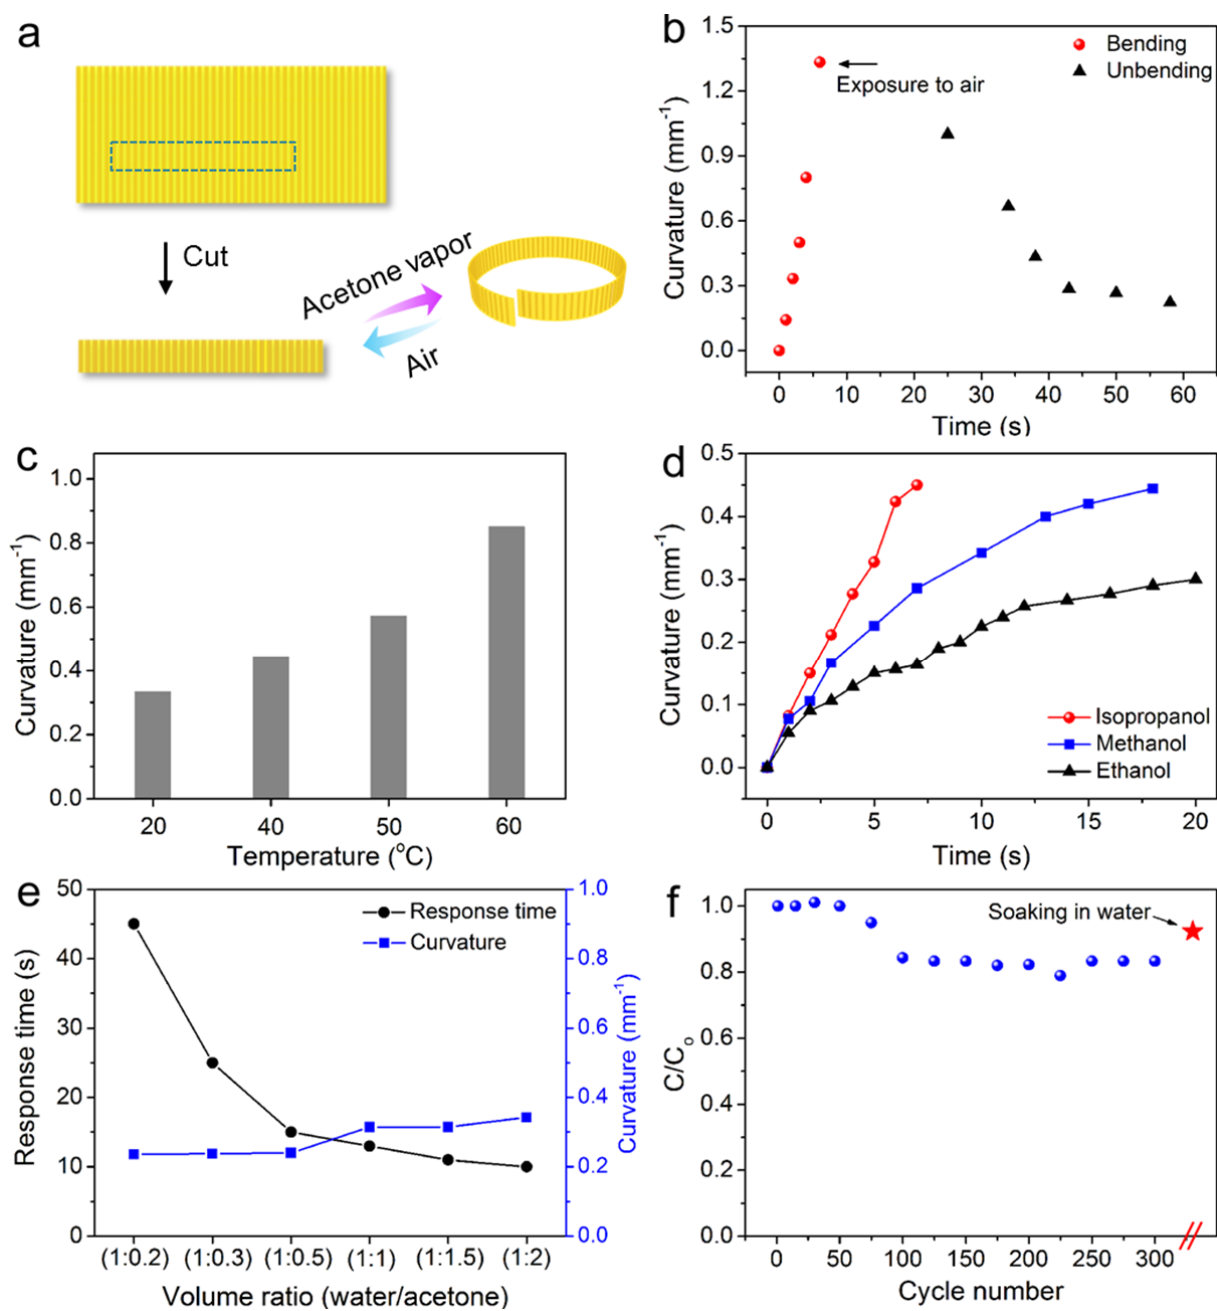 a
Cut
Acetone vapor
Air
b
Curvature (mm⁻¹)
1.5
1.2
0.9
0.6
0.3
0.0
Bending
Unbending
Exposure to air
0 10 20 30 40 50 60
Time (s)
c
Curvature (mm⁻¹)
1.0
0.8
0.6
0.4
0.2
0.0
20 40 50 60
Temperature (°C)
d
Curvature (mm⁻¹)
0.5
0.4
0.3
0.2
0.1
0.0
Isopropanol
Methanol
Ethanol
0 5 10 15 20
Time (s)
e
Response time (s)
50
40
30
20
10
0
Response time
Curvature
1.0
0.8
0.6
0.4
0.2
0.0
Curvature (mm⁻¹)
(1:0.2) (1:0.3) (1:0.5) (1:1) (1:1.5) (1:2)
Volume ratio (water/acetone)
f
C/C₀
1.0
0.8
0.6
0.4
0.2
0.0
Soaking in water
0 50 100 150 200 250 300
Cycle number